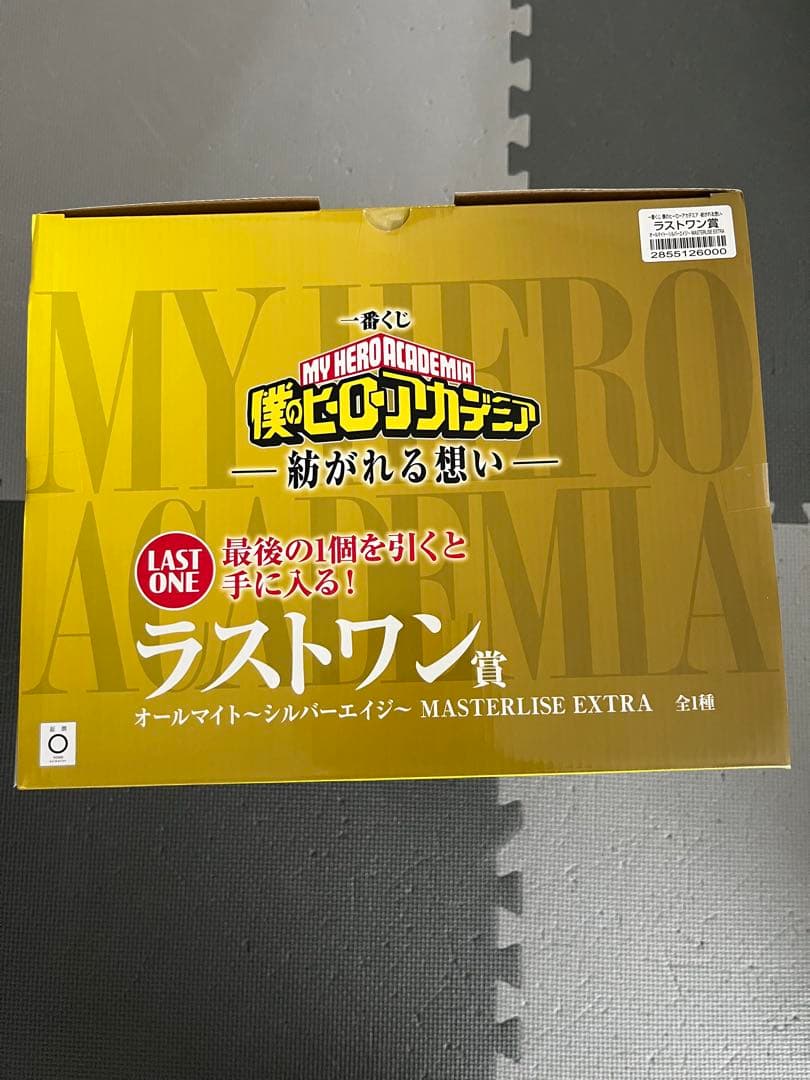 一番くじ 僕のヒーローアカデミア 紡がれる想い
ラストワン賞
オールマイト～シルバーエイジ～ MASTERLISE EXTRA
2855126000
MY HERO
ACADEMIA
一番くじ
MY HERO ACADEMIA
僕のヒーローアカデミア
―紡がれる想い―
LAST
ONE
最後の1個を引くと
手に入る!
ラストワン賞
オールマイト～シルバーエイジ～ MASTERLISE EXTRA 全1種